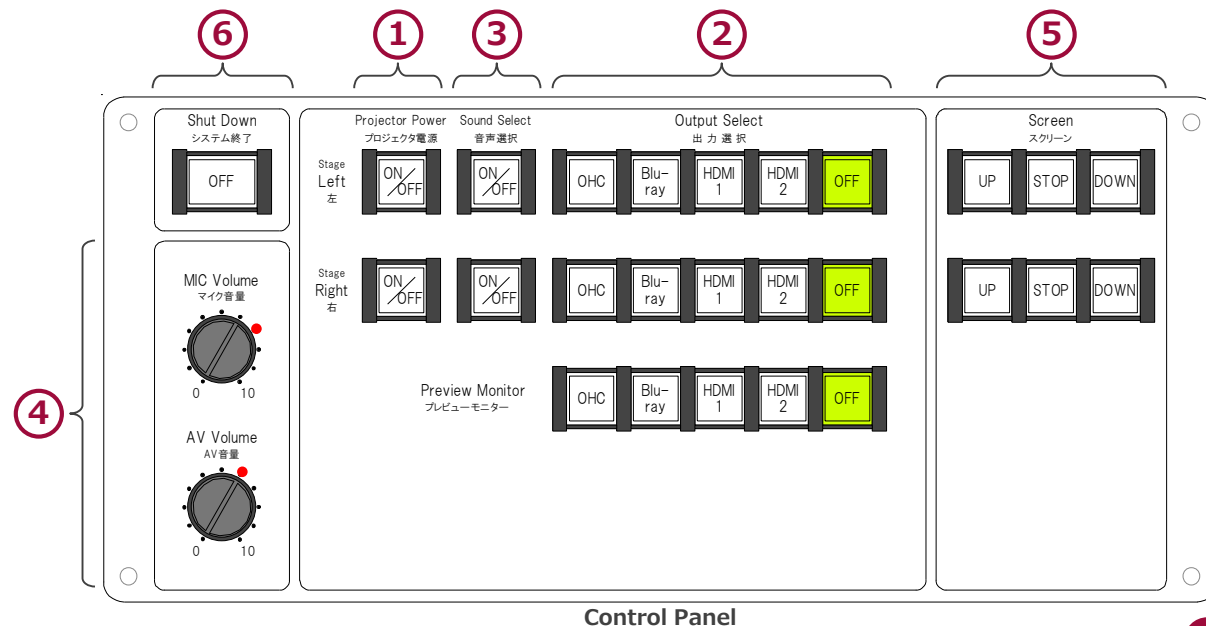 ⑥
①
③
②
⑤
Shut Down
システム終了
OFF
Projector Power
プロジェクタ電源
Sound Select
音声選択
Output Select
出力選択
Screen
スクリーン
Stage
Left
左
ON/OFF
ON/OFF
OHC
Blu-
ray
HDMI
1
HDMI
2
OFF
UP
STOP
DOWN
Stage
Right
右
ON/OFF
ON/OFF
OHC
Blu-
ray
HDMI
1
HDMI
2
OFF
UP
STOP
DOWN
④
MIC Volume
マイク音量
0 10
AV Volume
AV音量
0 10
Preview Monitor
プレビューモニター
OHC
Blu-
ray
HDMI
1
HDMI
2
OFF
Control Panel